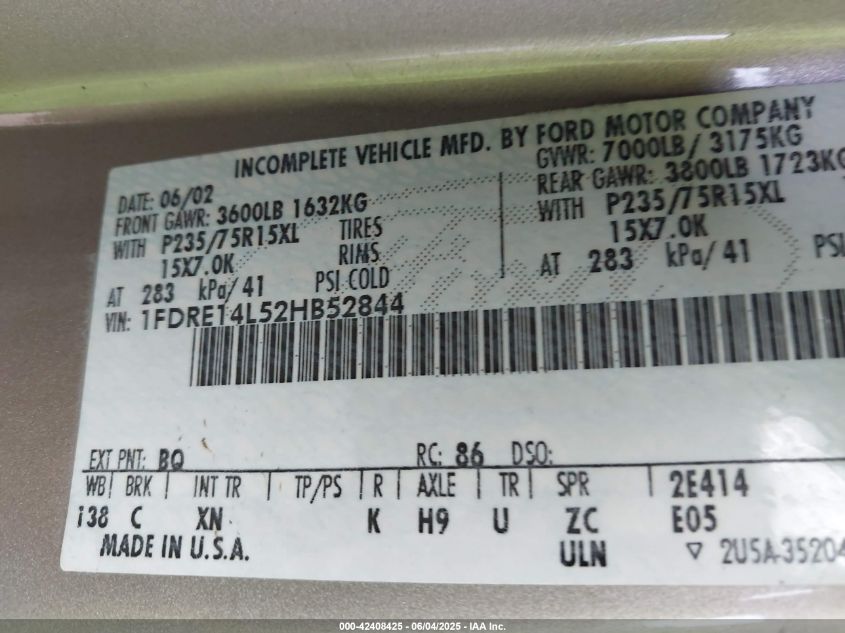 INCOMPLETE VEHICLE MFD. BY FORD MOTOR COMPANY
DATE: 06/02 GVWR: 7000LB/ 3175KG
FRONT GAWR: 3600LB 1632KG REAR GAWR: 3800LB 1723KG
WITH P235/75R15XL TIRES WITH P235/75R15XL
15X7.0K RIMS 15X7.0K
AT 283 kPa/ 41 PSI COLD AT 283 kPa/ 41 PSI
VIN: 1FDRE14L52HB52844
EXT PNT: BQ RC: 86 DSO:
WB BRK INT TR TP/PS R AXLE TR SPR 2E414
138 C XN K H9 U ZC E05
MADE IN U.S.A. ULN ▽ 2U5A-35204
000-42408425 - 06/04/2025 - IAA Inc.